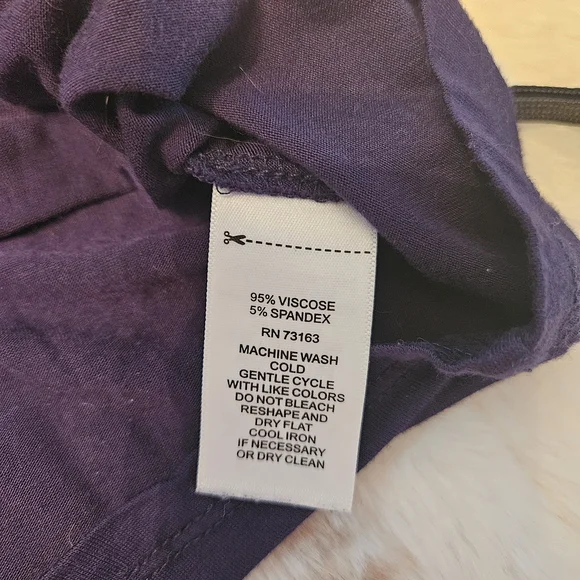 95% VISCOSE
5% SPANDEX
RN 73163
MACHINE WASH
COLD
GENTLE CYCLE
WITH LIKE COLORS
DO NOT BLEACH
RESHAPE AND
DRY FLAT
COOL IRON
IF NECESSARY
OR DRY CLEAN